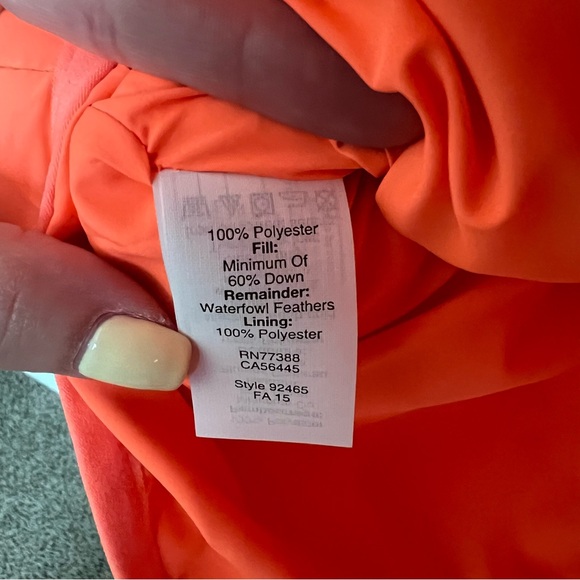 100% Polyester
Fill:
Minimum Of
60% Down
Remainder:
Waterfowl Feathers
Lining:
100% Polyester
RN77388
CA56445
Style 92465
FA 15